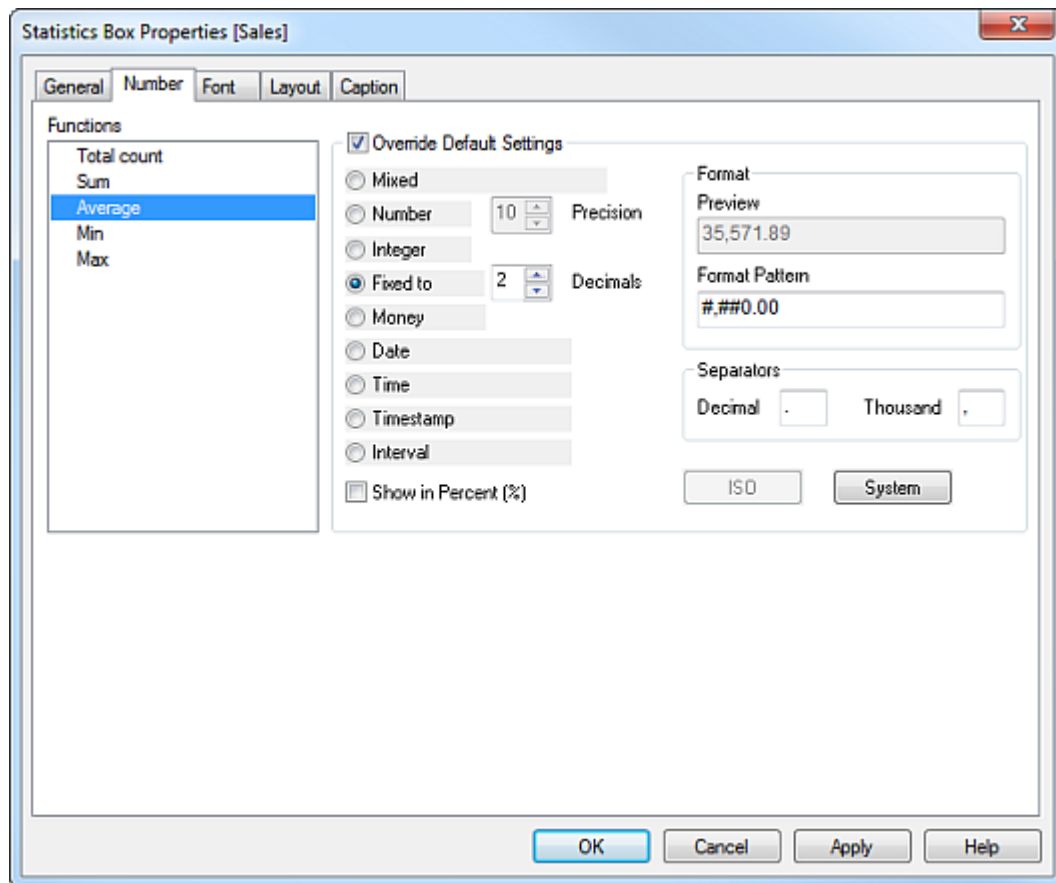 Statistics Box Properties [Sales]
General Number Font Layout Caption
Functions
Total count
Sum
Average
Min
Max
Override Default Settings
Mixed
Number 10 Precision
Integer
Fixed to 2 Decimals
Money
Date
Time
Timestamp
Interval
Show in Percent (%)
Format
Preview
35,571.89
Format Pattern
#,##0.00
Separators
Decimal . Thousand ,
ISO System
OK Cancel Apply Help